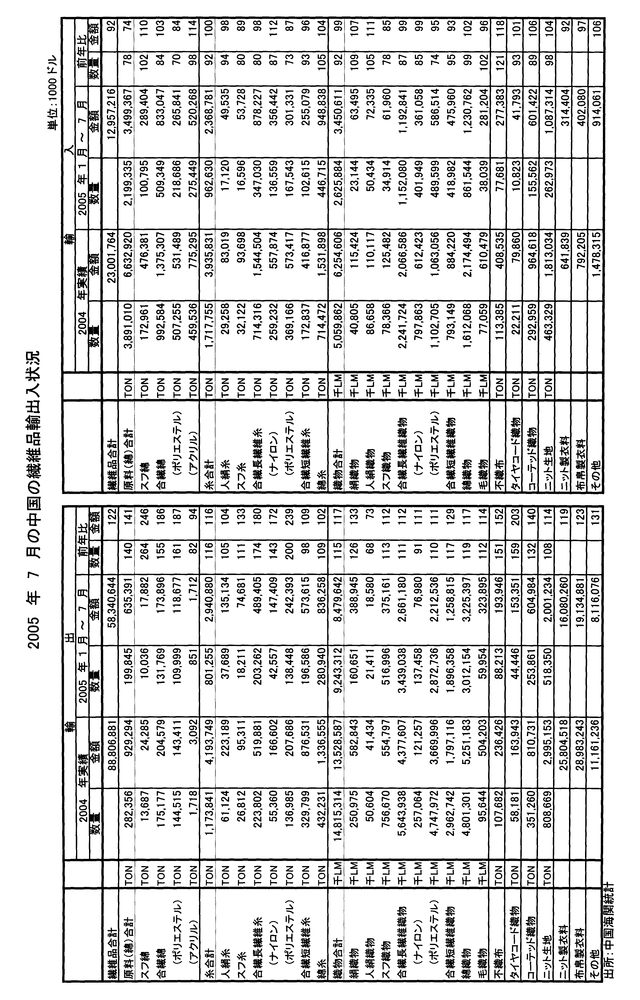 2005 年 7 月の中国の繊維品輸出入状況
単位:1000ドル
輸 出
2004 年実績 2005 年 1 月 ～ 7 月 前年比
数量 金額 数量 金額 数量 金額
繊維品合計 88,806,881 58,340,644 122
原料(綿)合計 TON 282,356 929,294 199,845 635,391 140 141
スフ綿 TON 13,687 24,285 10,036 17,882 264 246
合繊綿 TON 175,177 204,579 131,769 173,896 155 186
(ポリエステル) TON 144,515 143,411 109,999 118,677 161 187
(アクリル) TON 1,718 3,092 851 1,712 82 94
糸合計 TON 1,173,841 4,193,749 801,255 2,940,880 116 116
人絹糸 TON 61,124 223,189 37,689 135,134 105 104
スフ糸 TON 26,812 95,311 18,211 74,681 111 133
合繊長繊維糸 TON 223,802 519,881 203,262 489,405 174 180
(ナイロン) TON 55,360 166,602 42,557 147,409 143 172
(ポリエステル) TON 136,985 207,686 138,448 242,393 200 239
合繊短繊維糸 TON 329,799 876,531 196,586 573,615 98 109
綿糸 TON 432,231 1,336,555 280,940 836,258 109 102
織物合計 千LM 14,815,314 13,528,587 9,243,312 8,479,642 115 117
絹織物 千LM 250,975 582,843 160,651 388,945 126 133
人絹織物 千LM 50,604 41,434 21,411 18,580 68 73
スフ織物 千LM 756,670 554,797 516,996 375,161 113 112
合繊長繊維織物 千LM 5,643,938 4,377,607 3,439,038 2,661,180 111 112
(ナイロン) 千LM 257,064 121,257 137,458 76,980 91 111
(ポリエステル) 千LM 4,747,972 3,669,996 2,872,736 2,212,536 110 111
合繊短繊維織物 千LM 2,962,742 1,797,116 1,896,358 1,258,815 117 129
綿織物 千LM 4,801,301 5,251,183 3,012,154 3,225,397 119 117
毛織物 千LM 95,644 504,203 59,954 323,895 112 114
不織布 TON 107,682 236,426 88,213 193,946 151 152
タイヤコード織物 TON 58,181 163,943 44,446 153,351 159 203
コーテッド織物 TON 351,260 810,731 253,861 604,984 132 140
ニット生地 TON 808,669 2,995,153 518,350 2,001,234 108 114
ニット製衣料 25,804,518 16,080,260 119
布帛製衣料 28,983,243 19,134,881 123
その他 11,161,236 8,116,076 131
出所:中国海関統計
輸 入
2004 年実績 2005 年 1 月 ～ 7 月 前年比
数量 金額 数量 金額 数量 金額
繊維品合計 23,001,764 12,957,216 92
原料(綿)合計 TON 3,891,010 6,632,920 2,199,335 3,499,367 78 74
スフ綿 TON 172,961 476,381 100,795 289,404 102 110
合繊綿 TON 992,584 1,375,307 509,349 833,047 84 103
(ポリエステル) TON 507,255 531,489 218,686 265,841 70 84
(アクリル) TON 459,536 775,295 275,449 520,268 98 114
糸合計 TON 1,717,755 3,935,831 962,630 2,368,781 92 100
人絹糸 TON 29,258 83,019 17,120 49,535 94 98
スフ糸 TON 32,122 93,698 16,596 53,728 80 89
合繊長繊維糸 TON 714,316 1,544,504 347,030 878,227 80 98
(ナイロン) TON 259,232 557,874 136,559 356,442 87 112
(ポリエステル) TON 369,166 573,417 167,543 301,331 73 87
合繊短繊維糸 TON 172,837 416,877 102,615 255,079 93 96
綿糸 TON 714,472 1,531,898 446,715 948,838 105 104
織物合計 千LM 5,059,862 6,254,606 2,625,884 3,450,611 92 99
絹織物 千LM 40,805 115,424 23,144 63,495 109 107
人絹織物 千LM 86,658 110,117 50,434 72,335 105 111
スフ織物 千LM 78,366 125,482 34,914 61,960 78 85
合繊長繊維織物 千LM 2,241,724 2,066,586 1,152,080 1,192,841 87 99
(ナイロン) 千LM 797,863 612,423 401,949 361,058 85 99
(ポリエステル) 千LM 1,102,705 1,063,056 489,599 586,514 74 95
合繊短繊維織物 千LM 793,149 884,220 418,982 475,960 95 93
綿織物 千LM 1,612,068 2,174,494 861,544 1,230,762 99 102
毛織物 千LM 77,059 610,479 38,039 281,204 102 96
不織布 TON 113,385 408,535 77,681 277,383 121 118
タイヤコード織物 TON 22,211 79,860 10,823 41,793 93 101
コーテッド織物 TON 292,959 964,618 155,562 601,422 89 106
ニット生地 TON 463,329 1,813,034 262,973 1,087,314 98 104
ニット製衣料 641,839 314,404 92
布帛製衣料 792,205 402,080 97
その他 1,478,315 914,061 106